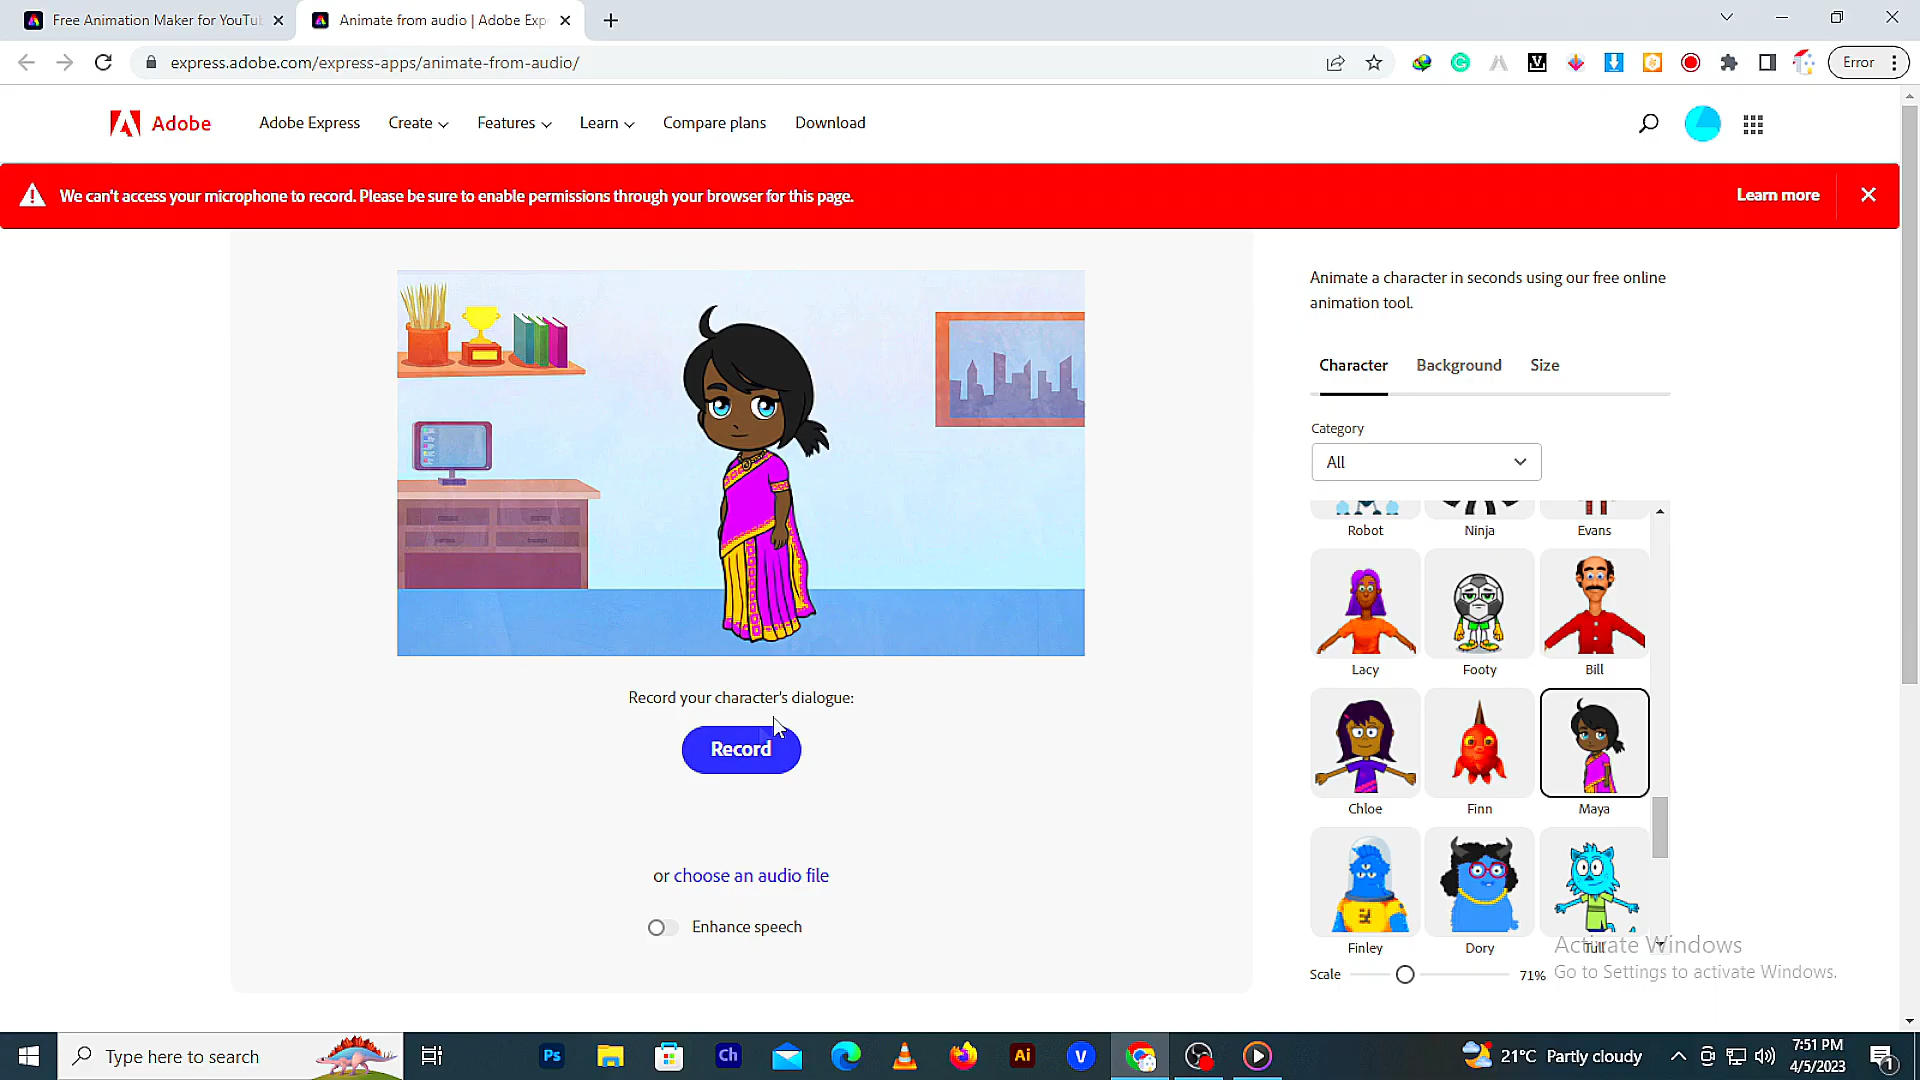 Free Animation Maker for YouTu
Animate from audio | Adobe Exp
express.adobe.com/express-apps/animate-from-audio/
Error
Adobe
Adobe Express
Create
Features
Learn
Compare plans
Download
We can't access your microphone to record. Please be sure to enable permissions through your browser for this page.
Learn more
Animate a character in seconds using our free online
animation tool.
Character
Background
Size
Category
All
Robot
Ninja
Evans
Lacy
Footy
Bill
Chloe
Finn
Maya
Finley
Dory
Tull
Scale
71%
Record your character's dialogue:
Record
or choose an audio file
Enhance speech
Activate Windows
Go to Settings to activate Windows.
Type here to search
Ps
Ch
Ai
V
21°C Partly cloudy
7:51 PM
4/5/2023
1